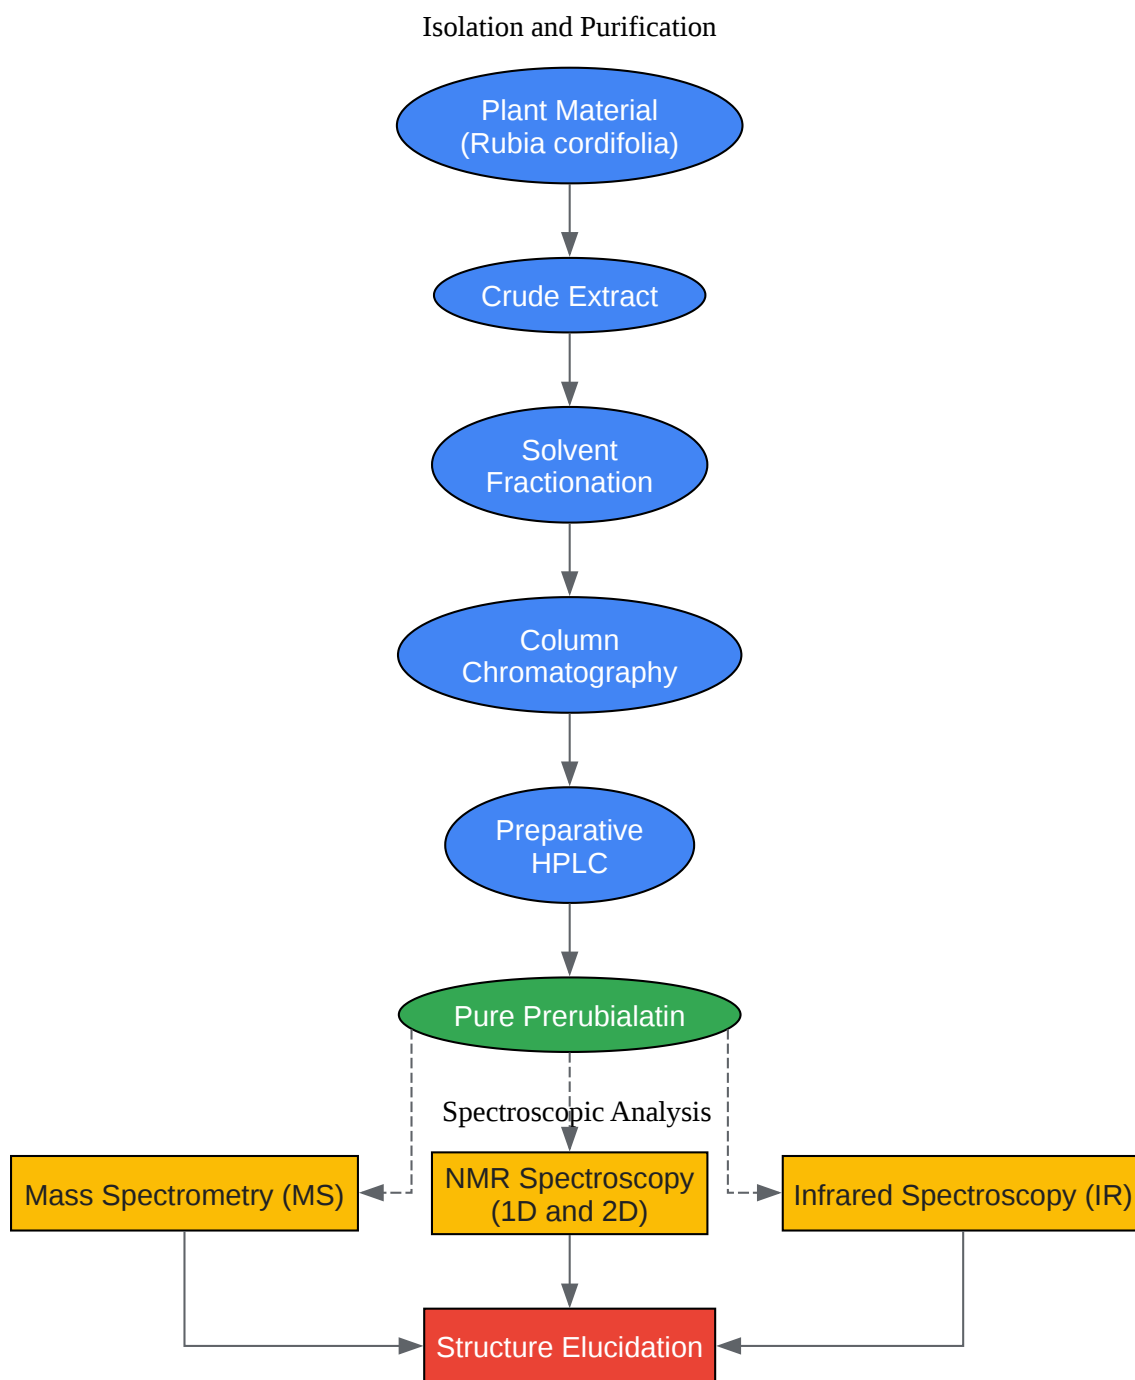 Isolation and Purification
Plant Material
(Rubia cordifolia)
Crude Extract
Solvent
Fractionation
Column
Chromatography
Preparative
HPLC
Pure Prerubialatin
Spectroscopic Analysis
Mass Spectrometry (MS)
NMR Spectroscopy
(1D and 2D)
Infrared Spectroscopy (IR)
Structure Elucidation